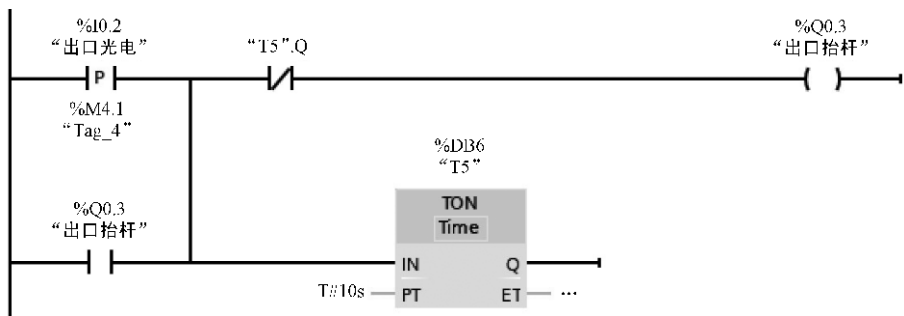 %I0.2
“出口光电”
P
%M4.1
“Tag_4”
“T5”.Q
%Q0.3
“出口抬杆”
%Q0.3
“出口抬杆”
%DB6
“T5”
TON
Time
IN
Q
T#10s
PT
ET
...